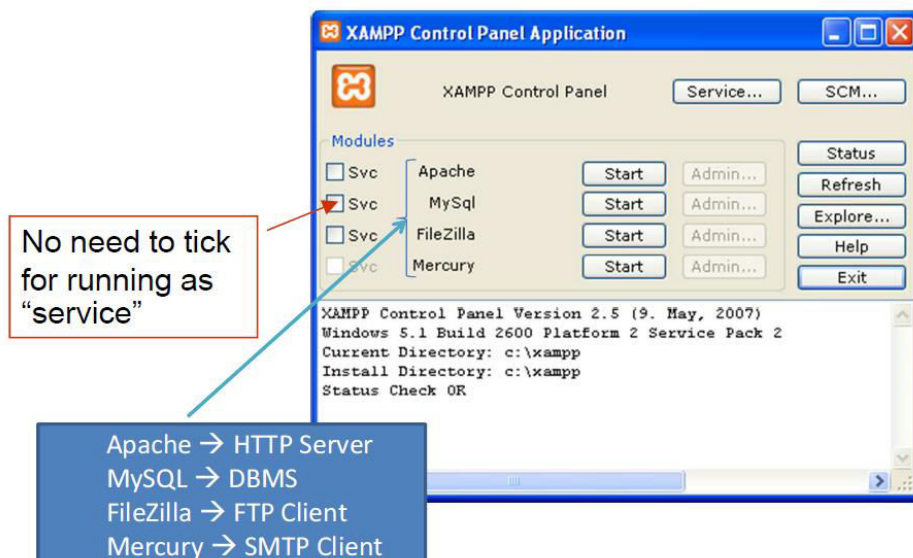 XAMPP Control Panel Application
XAMPP Control Panel
Service...
SCM...
Modules
Svc Apache Start Admin...
Svc MySql Start Admin...
Svc FileZilla Start Admin...
Svc Mercury Start Admin...
Status
Refresh
Explore...
Help
Exit
No need to tick
for running as
“service”
XAMPP Control Panel Version 2.5 (9. May, 2007)
Windows 5.1 Build 2600 Platform 2 Service Pack 2
Current Directory: c:\xampp
Install Directory: c:\xampp
Status Check OK
Apache → HTTP Server
MySQL → DBMS
FileZilla → FTP Client
Mercury → SMTP Client